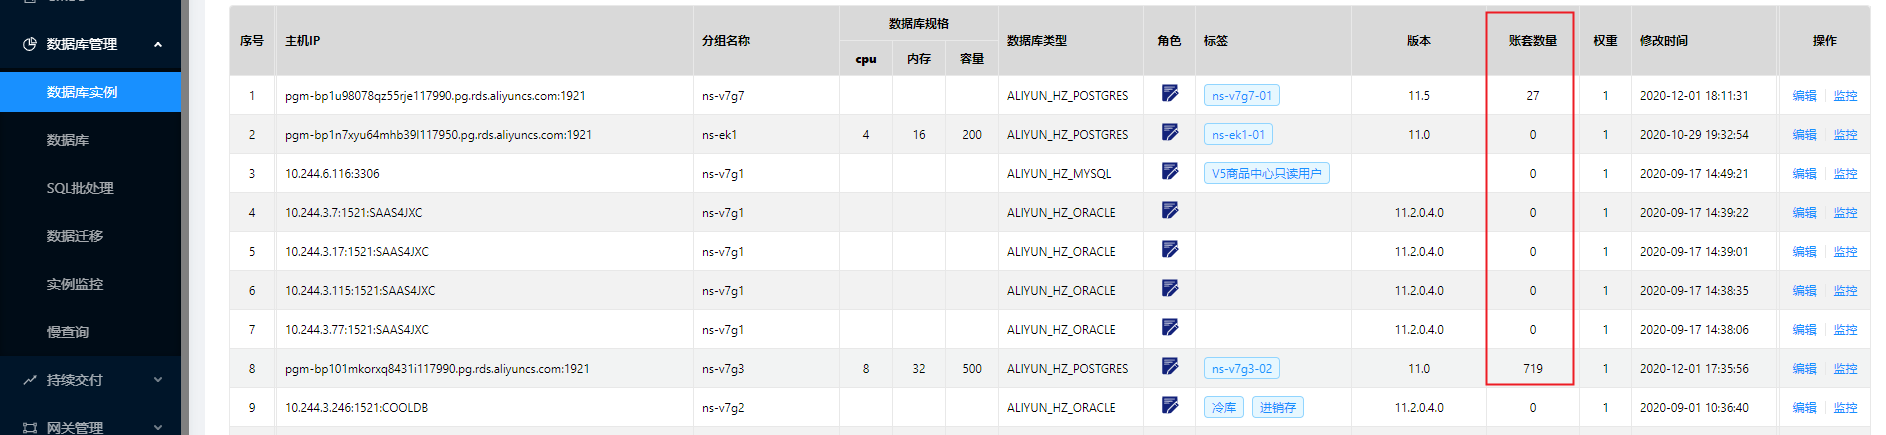 数据库管理
数据库实例
数据库
SQL批处理
数据迁移
实例监控
慢查询
持续交付
网关管理
序号 主机IP 分组名称 数据库规格 数据库类型 角色 标签 版本 账套数量 权重 修改时间 操作
cpu 内存 容量
1 pgm-bp1u98078qz55rje117990.pg.rds.aliyuncs.com:1921 ns-v7g7 ALIYUN_HZ_POSTGRES ns-v7g7-01 11.5 27 1 2020-12-01 18:11:31 编辑 监控
2 pgm-bp1n7xyu64mhb39l117950.pg.rds.aliyuncs.com:1921 ns-ek1 4 16 200 ALIYUN_HZ_POSTGRES ns-ek1-01 11.0 0 1 2020-10-29 19:32:54 编辑 监控
3 10.244.6.116:3306 ns-v7g1 ALIYUN_HZ_MYSQL V5商品中心只读用户 0 1 2020-09-17 14:49:21 编辑 监控
4 10.244.3.7:1521:SAAS4JXC ns-v7g1 ALIYUN_HZ_ORACLE 11.2.0.4.0 0 1 2020-09-17 14:39:22 编辑 监控
5 10.244.3.17:1521:SAAS4JXC ns-v7g1 ALIYUN_HZ_ORACLE 11.2.0.4.0 0 1 2020-09-17 14:39:01 编辑 监控
6 10.244.3.115:1521:SAAS4JXC ns-v7g1 ALIYUN_HZ_ORACLE 11.2.0.4.0 0 1 2020-09-17 14:38:35 编辑 监控
7 10.244.3.77:1521:SAAS4JXC ns-v7g1 ALIYUN_HZ_ORACLE 11.2.0.4.0 0 1 2020-09-17 14:38:06 编辑 监控
8 pgm-bp101mkorxq8431i117990.pg.rds.aliyuncs.com:1921 ns-v7g3 8 32 500 ALIYUN_HZ_POSTGRES ns-v7g3-02 11.0 719 1 2020-12-01 17:35:56 编辑 监控
9 10.244.3.246:1521:COOLDB ns-v7g2 ALIYUN_HZ_ORACLE 冷库 进销存 11.2.0.4.0 0 1 2020-09-01 10:36:40 编辑 监控